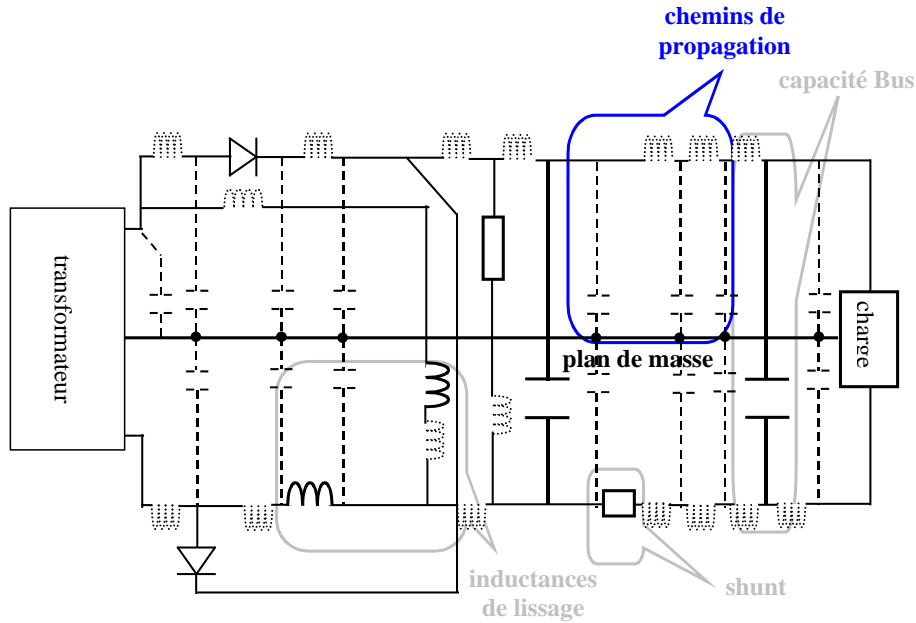 chemins de
propagation
capacité Bus
transformateur
charge
plan de masse
inductances
de lissage
shunt